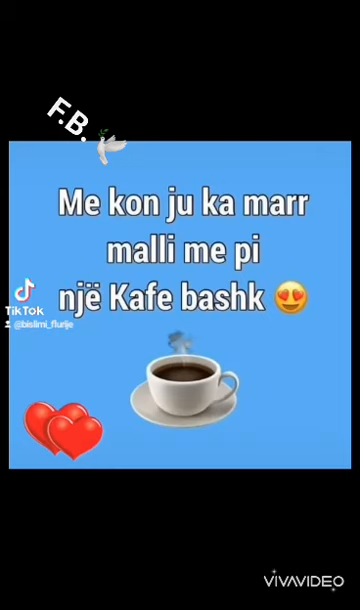 F.B.
Me kon ju ka marr
malli me pi
një Kafe bashk 😍
TikTok
@bislimi_flurije
VIVAVIDEO